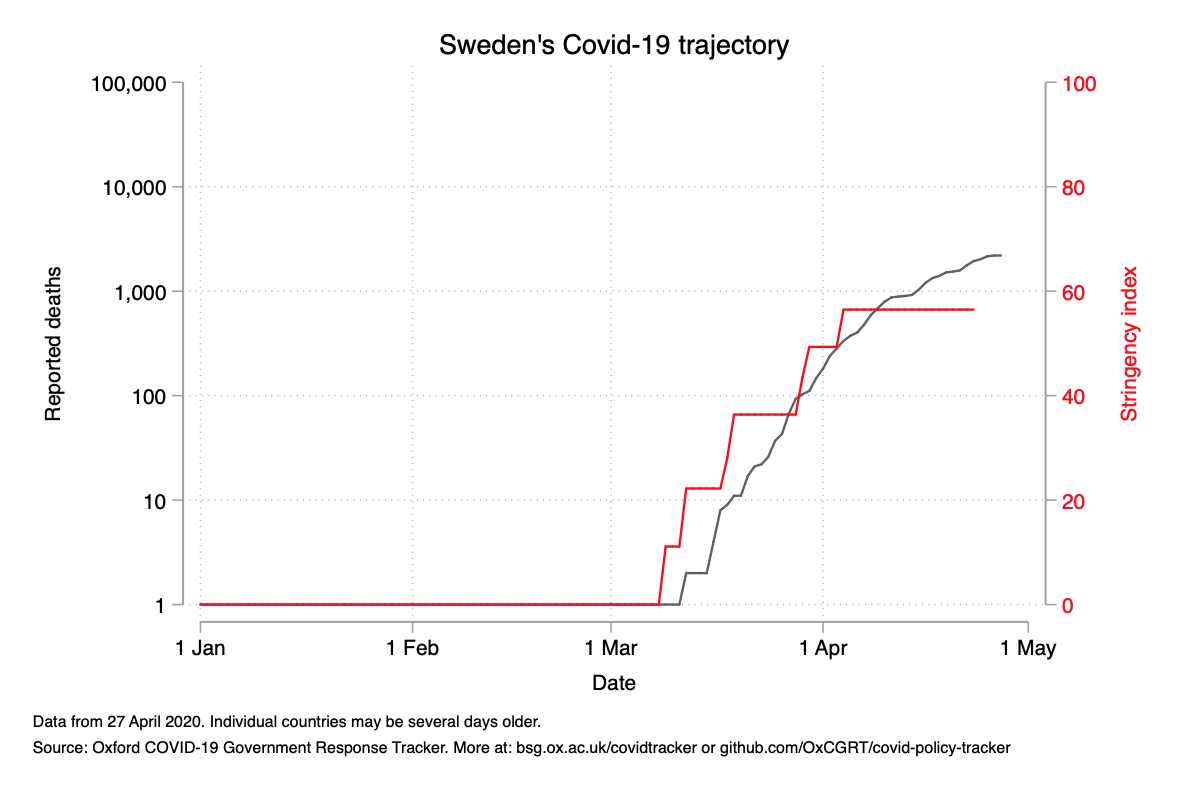 Sweden's Covid-19 trajectory
100,000
10,000
1,000
100
10
1
Reported deaths
100
80
60
40
20
0
Stringency index
1 Jan
1 Feb
1 Mar
1 Apr
1 May
Date
Data from 27 April 2020. Individual countries may be several days older.
Source: Oxford COVID-19 Government Response Tracker. More at: bsg.ox.ac.uk/covidtracker or github.com/OxCGRT/covid-policy-tracker